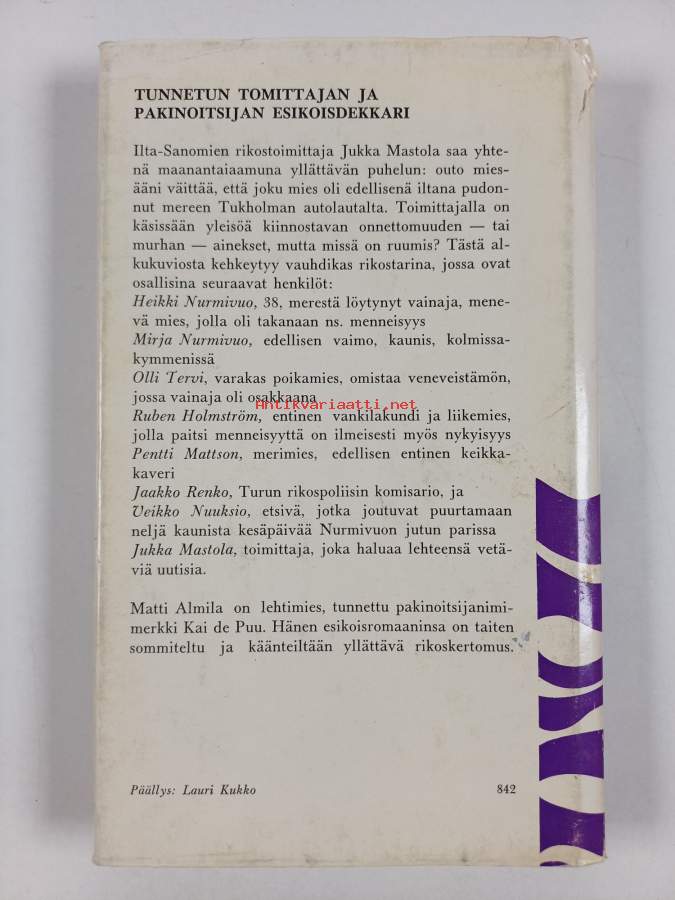 TUNNETUN TOMITTAJAN JA
PAKINOITSIJAN ESIKOISDEKKARI
Ilta-Sanomien rikostoimittaja Jukka Mastola saa yhte-
nä maanantaiaamuna yllättävän puhelun: outo mies-
ääni väittää, että joku mies oli edellisenä iltana pudon-
nut mereen Tukholman autolautalta. Toimittajalla on
käsissään yleisöä kiinnostavan onnettomuuden — tai
murhan — ainekset, mutta missä on ruumis? Tästä al-
kukuviosta kehkeytyy vauhdikas rikostarina, jossa ovat
osallisina seuraavat henkilöt:
Heikki Nurmivuo, 38, merestä löytynyt vainaja, mene-
vä mies, jolla oli takanaan ns. menneisyys
Mirja Nurmivuo, edellisen vaimo, kaunis, kolmissa-
kymmenissä
Olli Tervi, varakas poikamies, omistaa veneveistämön,
jossa vainaja oli osakkaana
Antikvariaatti.net
Ruben Holmström, entinen vankilakundi ja liikemies,
jolla paitsi menneisyyttä on ilmeisesti myös nykyisyys
Pentti Mattson, merimies, edellisen entinen keikka-
kaveri
Jaakko Renko, Turun rikospoliisin komisario, ja
Veikko Nuuksio, etsivä, jotka joutuvat puurtamaan
neljä kaunista kesäpäivää Nurmivuon jutun parissa
Jukka Mastola, toimittaja, joka haluaa lehteensä vetä-
viä uutisia.
Matti Almila on lehtimies, tunnettu pakinoitsijanimi-
merkki Kai de Puu. Hänen esikoisromaaninsa on taiten
sommiteltu ja käänteiltään yllättävä rikoskertomus.
Päällys: Lauri Kukko 842